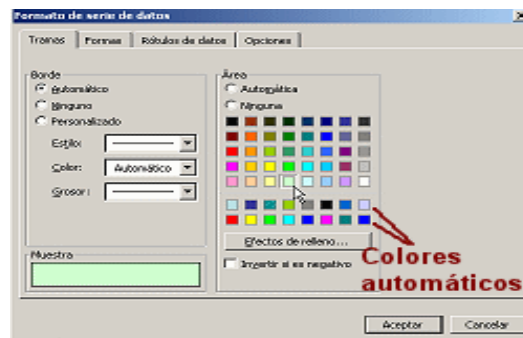 Formato de serie de datos
Tramas Formas Rótulos de datos Opciones
Borde
Automático
Ninguno
Personalizado
Estilo:
Color: Automático
Grosor:
Muestra
Área
Automática
Ninguna
Efectos de relleno...
Invertir si es negativo
Colores
automáticos
Aceptar Cancelar